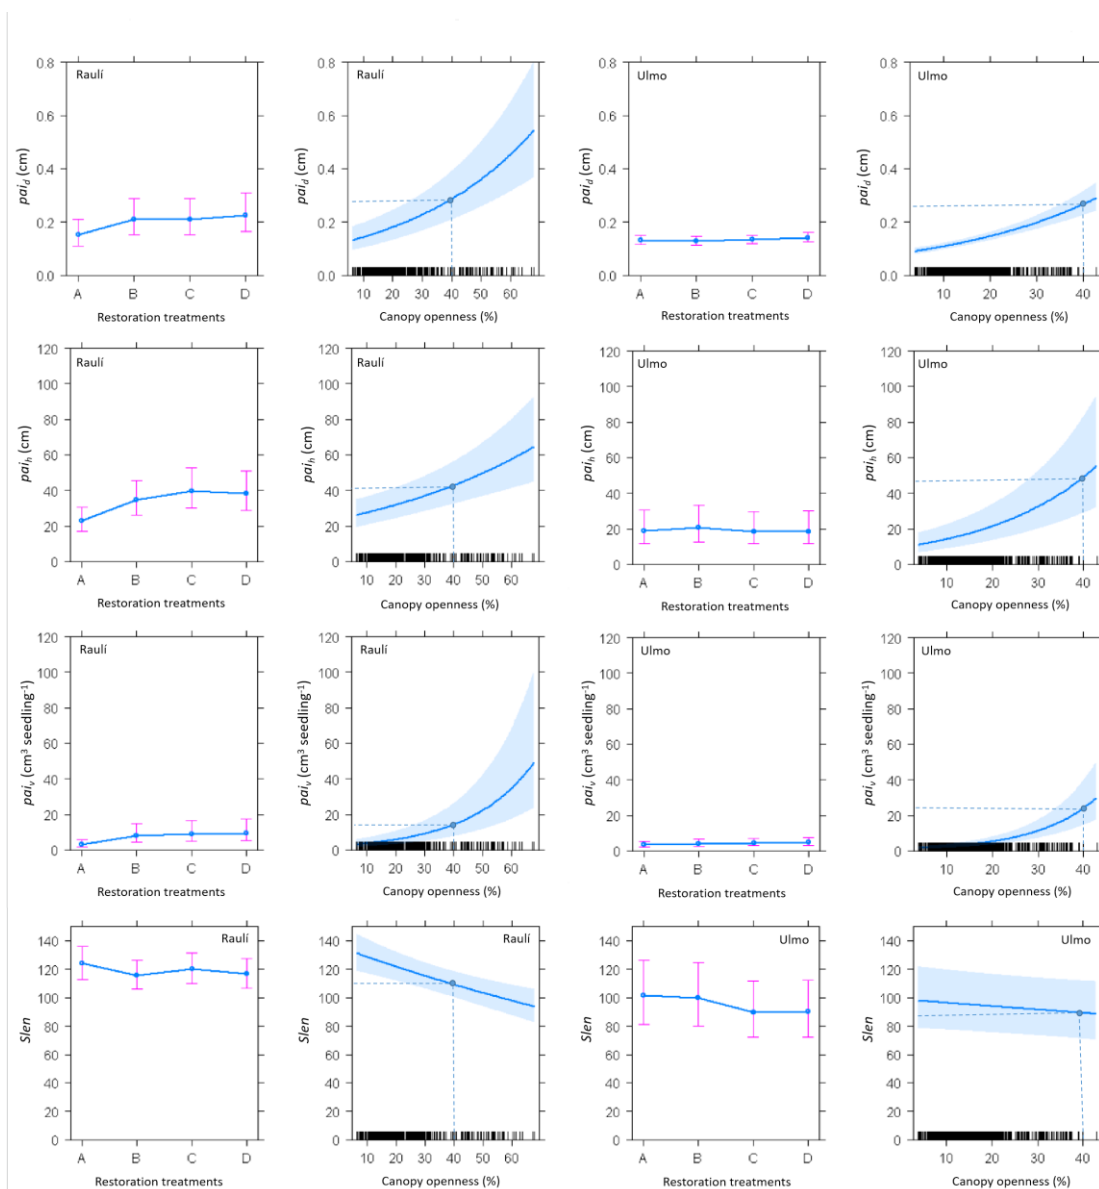 0.8
0.6
0.4
0.2
0.0
pai_d (cm)
Raulí
A B C D
Restoration treatments
0.8
0.6
0.4
0.2
0.0
pai_d (cm)
Raulí
10 20 30 40 50 60
Canopy openness (%)
0.8
0.6
0.4
0.2
0.0
pai_d (cm)
Ulmo
A B C D
Restoration treatments
0.8
0.6
0.4
0.2
0.0
pai_d (cm)
Ulmo
10 20 30 40
Canopy openness (%)
120
100
80
60
40
20
0
pai_h (cm)
Raulí
A B C D
Restoration treatments
120
100
80
60
40
20
0
pai_h (cm)
Raulí
10 20 30 40 50 60
Canopy openness (%)
120
100
80
60
40
20
0
pai_h (cm)
Ulmo
A B C D
Restoration treatments
120
100
80
60
40
20
0
pai_h (cm)
Ulmo
10 20 30 40
Canopy openness (%)
120
100
80
60
40
20
0
pai_v (cm³ seedling⁻¹)
Raulí
A B C D
Restoration treatments
120
100
80
60
40
20
0
pai_v (cm³ seedling⁻¹)
Raulí
10 20 30 40 50 60
Canopy openness (%)
120
100
80
60
40
20
0
pai_v (cm³ seedling⁻¹)
Ulmo
A B C D
Restoration treatments
120
100
80
60
40
20
0
pai_v (cm³ seedling⁻¹)
Ulmo
10 20 30 40
Canopy openness (%)
140
120
100
80
60
40
20
0
Slen
Raulí
A B C D
Restoration treatments
140
120
100
80
60
40
20
0
Slen
Raulí
10 20 30 40 50 60
Canopy openness (%)
140
120
100
80
60
40
20
0
Slen
Ulmo
A B C D
Restoration treatments
140
120
100
80
60
40
20
0
Slen
Ulmo
10 20 30 40
Canopy openness (%)